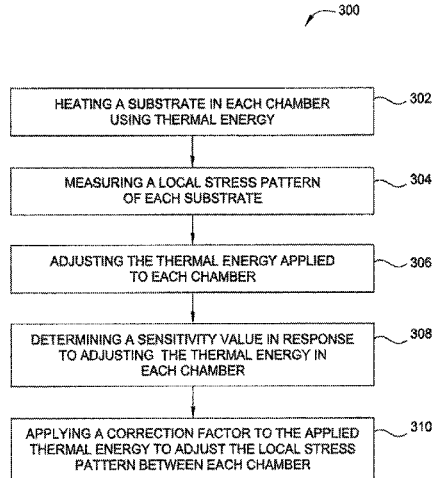 300
HEATING A SUBSTRATE IN EACH CHAMBER
USING THERMAL ENERGY
302
MEASURING A LOCAL STRESS PATTERN
OF EACH SUBSTRATE
304
ADJUSTING THE THERMAL ENERGY APPLIED
TO EACH CHAMBER
306
DETERMINING A SENSITIVITY VALUE IN RESPONSE
TO ADJUSTING THE THERMAL ENERGY IN
EACH CHAMBER
308
APPLYING A CORRECTION FACTOR TO THE APPLIED
THERMAL ENERGY TO ADJUST THE LOCAL STRESS
PATTERN BETWEEN EACH CHAMBER
310